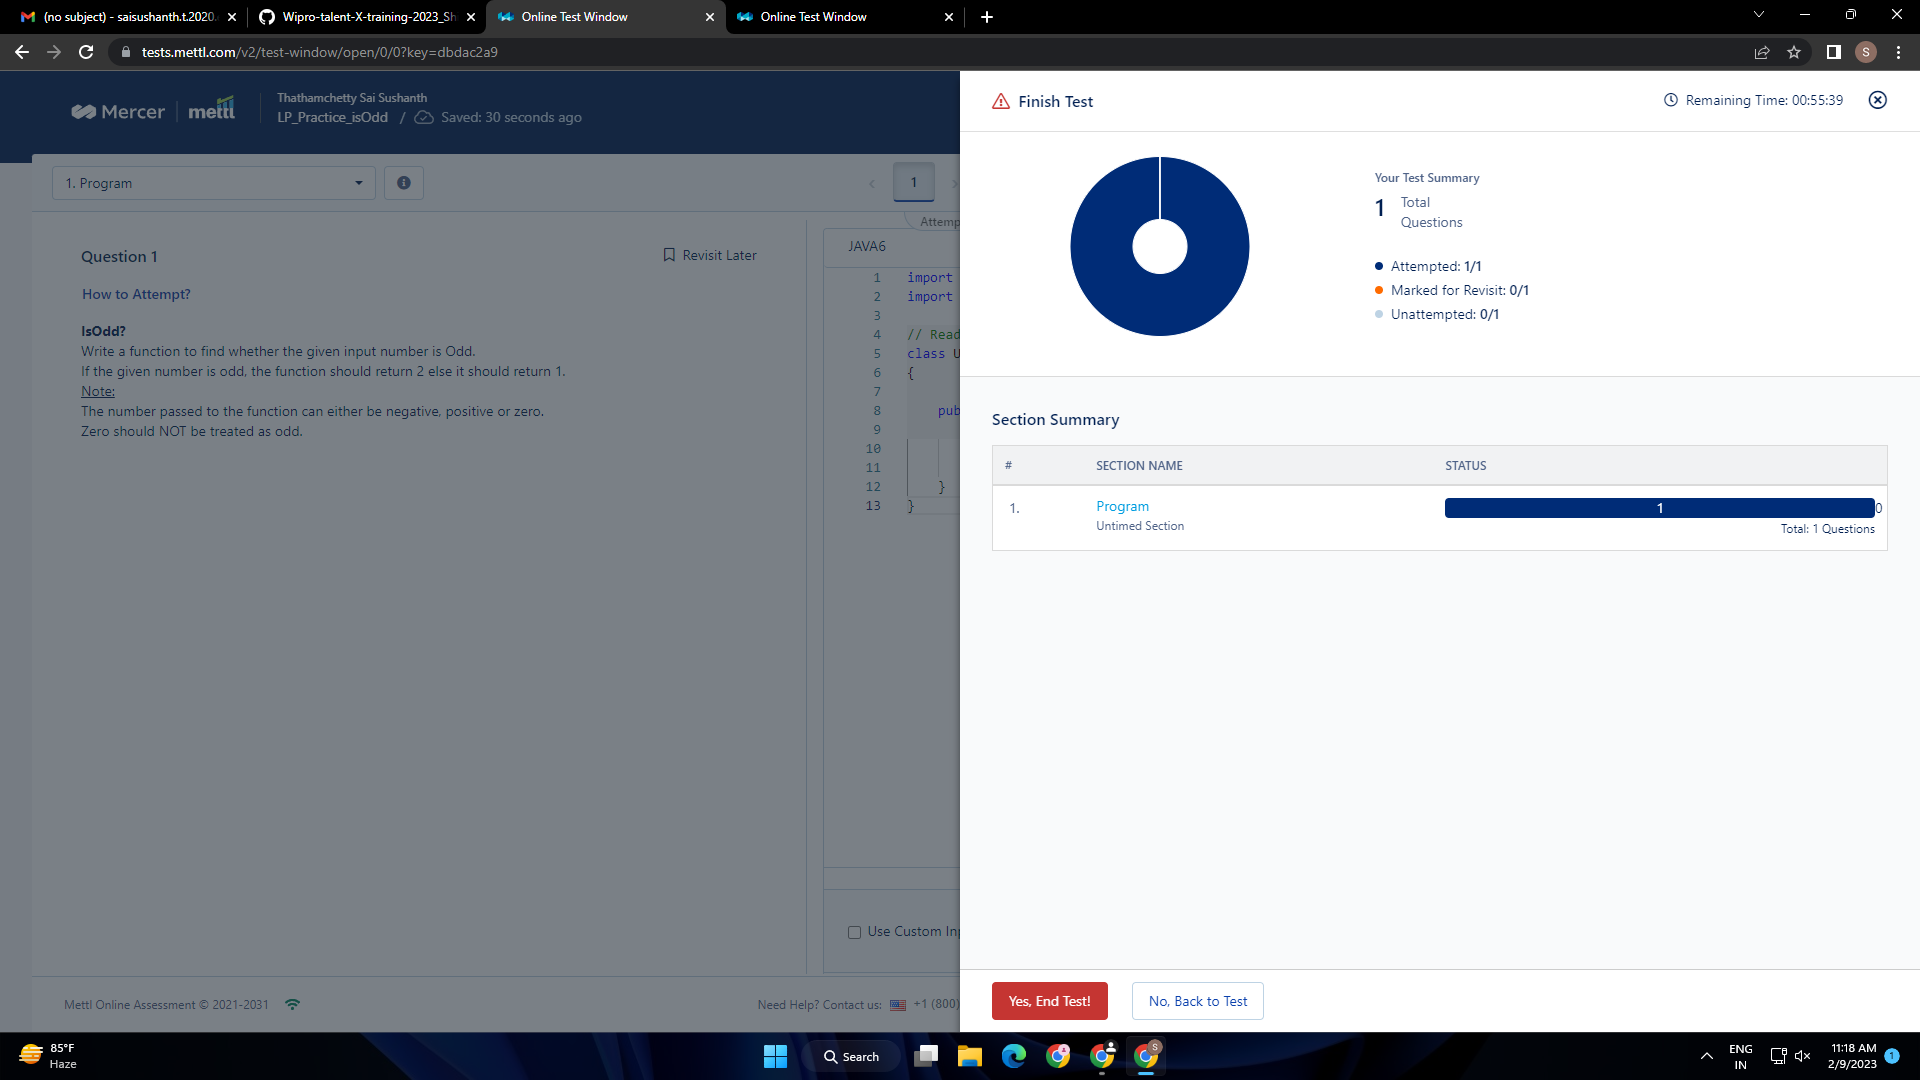 (no subject) - saisushanth.t.2020.
Wipro-talent-X-training-2023_Sh
Online Test Window
Online Test Window
tests.mettl.com/v2/test-window/open/0/0?key=dbdac2a9
S
Mercer
mettl
Thathamchetty Sai Sushanth
LP_Practice_isOdd / Saved: 30 seconds ago
1. Program
1
Attemp
Question 1
Revisit Later
How to Attempt?
IsOdd?
Write a function to find whether the given input number is Odd.
If the given number is odd, the function should return 2 else it should return 1.
Note:
The number passed to the function can either be negative, positive or zero.
Zero should NOT be treated as odd.
JAVA6
1 import
2 import
3
4 // Read
5 class U
6 {
7
8 pub
9
10
11
12 }
13 }
Use Custom Inp
Mettl Online Assessment © 2021-2031
Need Help? Contact us: +1 (800)
Finish Test
Remaining Time: 00:55:39
Your Test Summary
1 Total
Questions
Attempted: 1/1
Marked for Revisit: 0/1
Unattempted: 0/1
Section Summary
# SECTION NAME STATUS
1. Program 1 0
Untimed Section Total: 1 Questions
Yes, End Test!
No, Back to Test
85°F
Haze
Search
S
ENG
IN
11:18 AM
2/9/2023
1